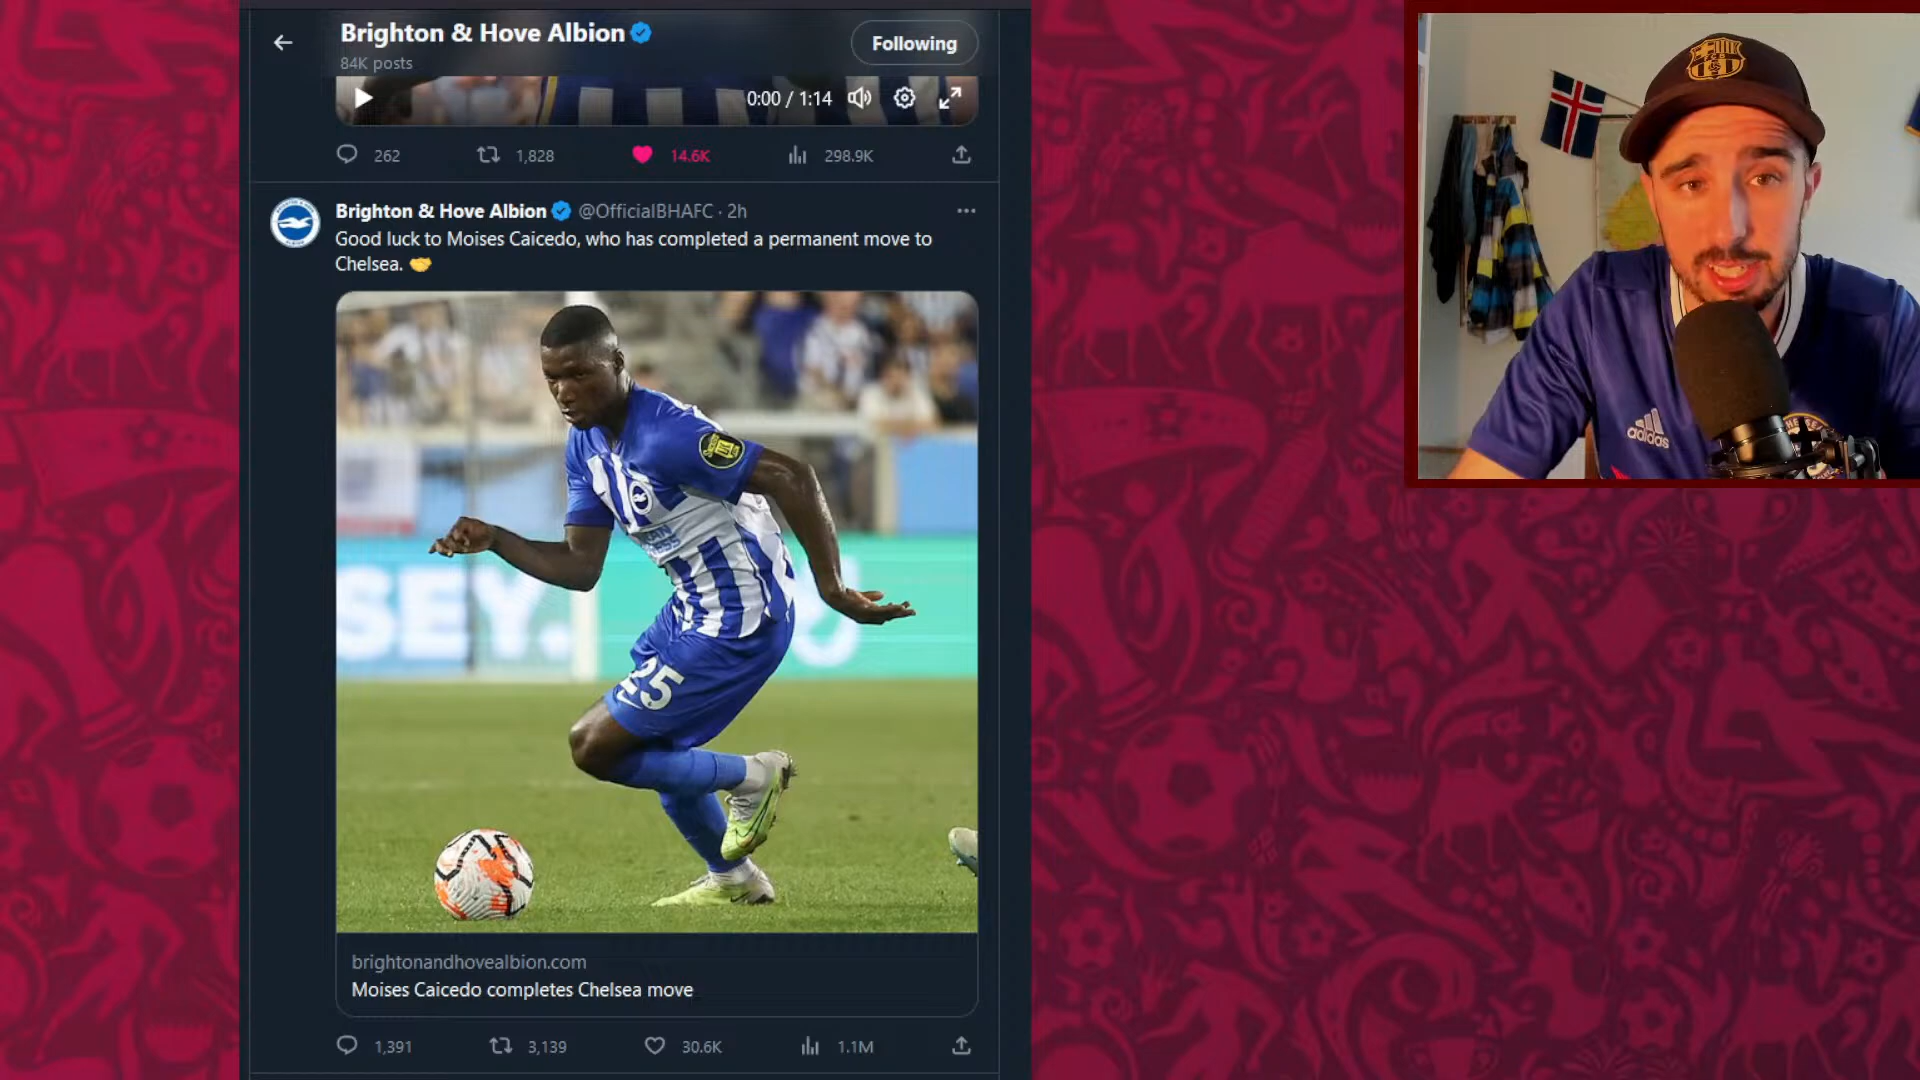 Brighton & Hove Albion
84K posts
Following
0:00 / 1:14
262
1,828
14.6K
298.9K
Brighton & Hove Albion @OfficialBHAFC · 2h
Good luck to Moises Caicedo, who has completed a permanent move to
Chelsea. 🤝
SEY.
25
brightonandhovealbion.com
Moises Caicedo completes Chelsea move
1,391
3,139
30.6K
1.1M
FCB
adidas